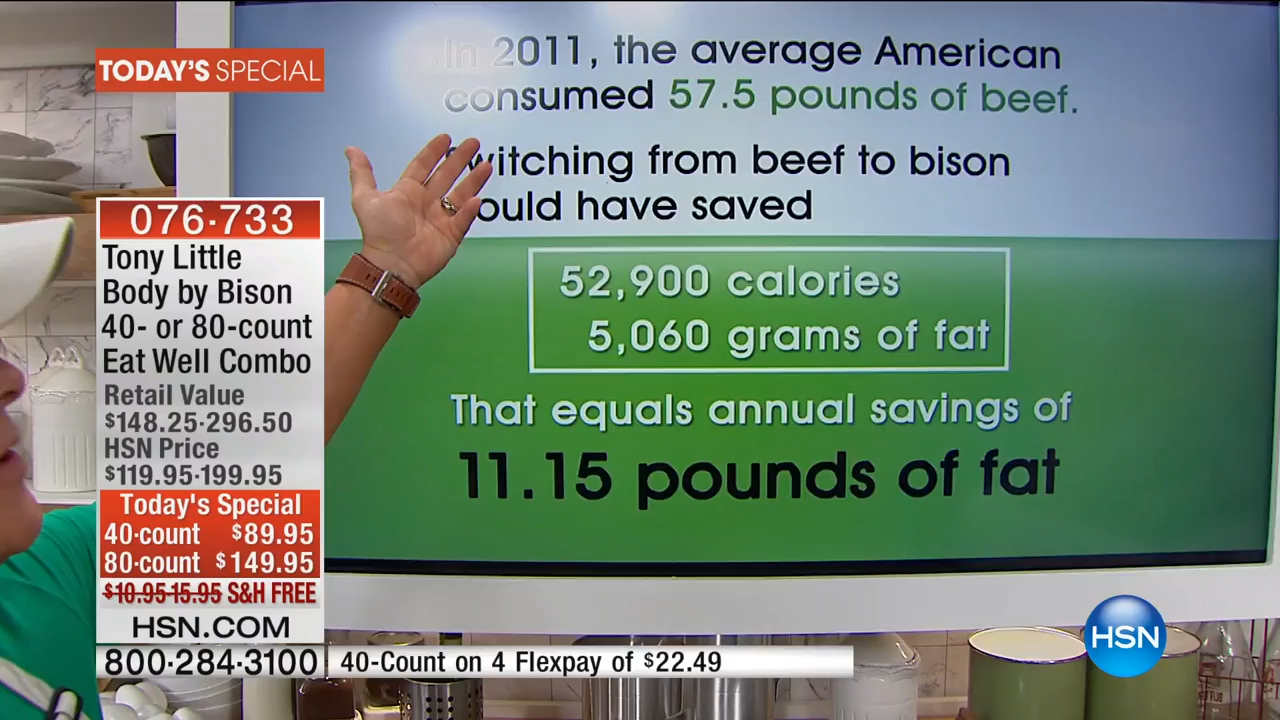 TODAY'S SPECIAL
076·733
Tony Little
Body by Bison
40- or 80-count
Eat Well Combo
Retail Value
$148.25-296.50
HSN Price
$119.95-199.95
Today's Special
40-count $89.95
80-count $149.95
$10.95-15.95 S&H FREE
HSN.COM
800·284·3100
40-Count on 4 Flexpay of $22.49
In 2011, the average American
consumed 57.5 pounds of beef.
Switching from beef to bison
have saved
52,900 calories
5,060 grams of fat
That equals annual savings of
11.15 pounds of fat
HSN